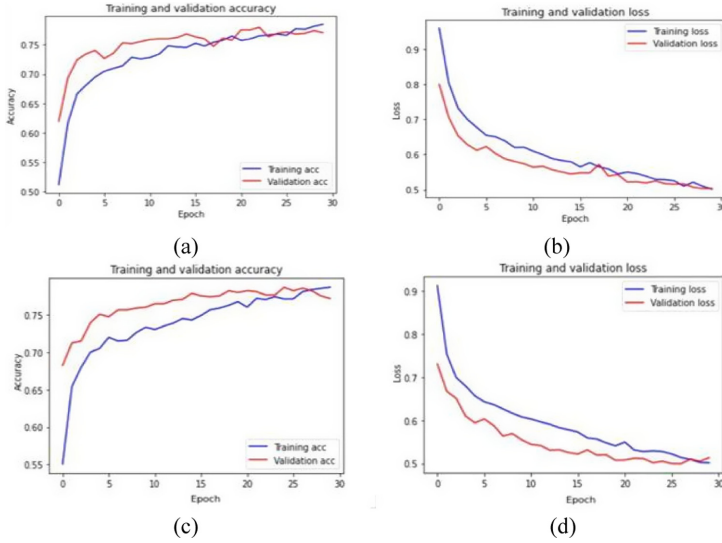 Training and validation accuracy
Accuracy
0.75
0.70
0.65
0.60
0.55
0.50
Training acc
Validation acc
0 5 10 15 20 25 30
Epoch
(a)
Training and validation loss
Loss
0.9
0.8
0.7
0.6
0.5
Training loss
Validation loss
0 5 10 15 20 25 30
Epoch
(b)
Training and validation accuracy
Accuracy
0.75
0.70
0.65
0.60
0.55
Training acc
Validation acc
0 5 10 15 20 25 30
Epoch
(c)
Training and validation loss
Loss
0.9
0.8
0.7
0.6
0.5
Training loss
Validation loss
0 5 10 15 20 25 30
Epoch
(d)